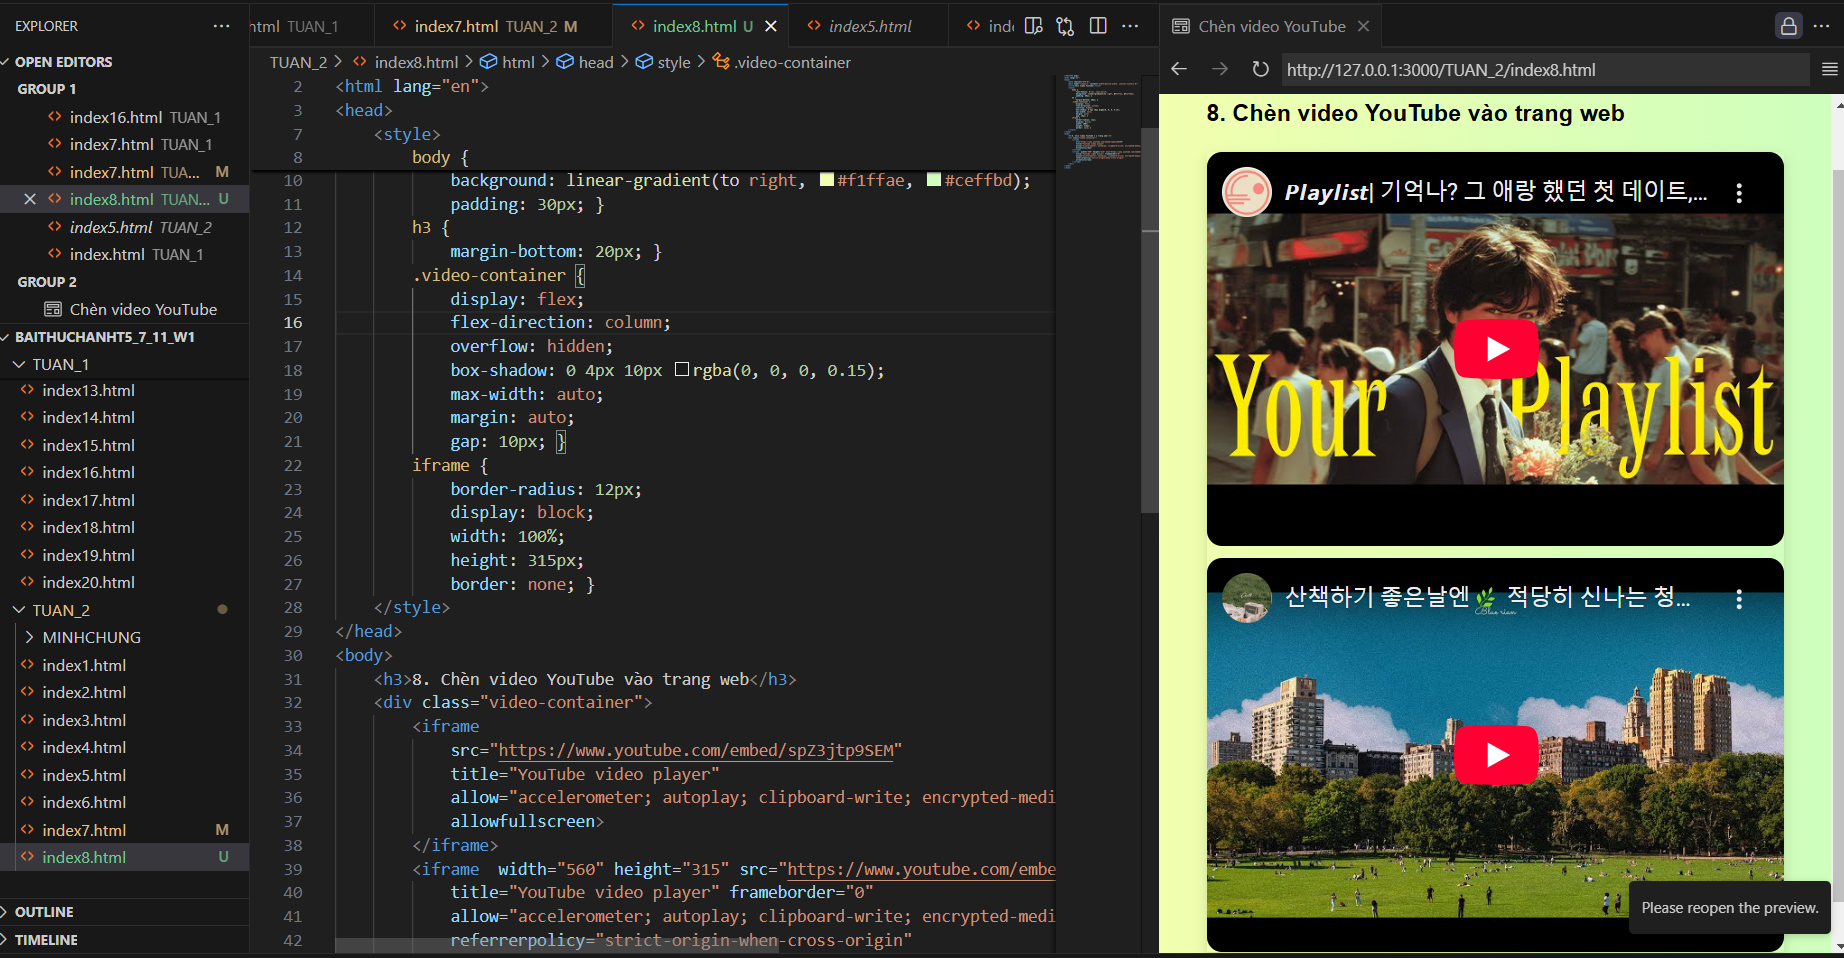 EXPLORER
OPEN EDITORS
GROUP 1
index16.html TUAN_1
index7.html TUAN_1
index7.html TUA... M
index8.html TUAN... U
index5.html TUAN_2
index.html TUAN_1
GROUP 2
Chèn video YouTube
BAITHUCHANHT5_7_11_W1
TUAN_1
index13.html
index14.html
index15.html
index16.html
index17.html
index18.html
index19.html
index20.html
TUAN_2
MINHCHUNG
index1.html
index2.html
index3.html
index4.html
index5.html
index6.html
index7.html M
index8.html U
OUTLINE
TIMELINE
html TUAN_1
index7.html TUAN_2 M
index8.html U
index5.html
ind
TUAN_2 > index8.html > html > head > style > .video-container
2 <html lang="en">
3 <head>
7 <style>
8 body {
10 background: linear-gradient(to right, #f1ffae, #ceffbd);
11 padding: 30px; }
12 h3 {
13 margin-bottom: 20px; }
14 .video-container {
15 display: flex;
16 flex-direction: column;
17 overflow: hidden;
18 box-shadow: 0 4px 10px rgba(0, 0, 0, 0.15);
19 max-width: auto;
20 margin: auto;
21 gap: 10px; }
22 iframe {
23 border-radius: 12px;
24 display: block;
25 width: 100%;
26 height: 315px;
27 border: none; }
28 </style>
29 </head>
30 <body>
31 <h3>8. Chèn video YouTube vào trang web</h3>
32 <div class="video-container">
33 <iframe
34 src="https://www.youtube.com/embed/spZ3jtp9SEM"
35 title="YouTube video player"
36 allow="accelerometer; autoplay; clipboard-write; encrypted-medi
37 allowfullscreen>
38 </iframe>
39 <iframe  width="560" height="315" src="https://www.youtube.com/embe
40 title="YouTube video player" frameborder="0"
41 allow="accelerometer; autoplay; clipboard-write; encrypted-medi
42 referrerpolicy="strict-origin-when-cross-origin"
Chèn video YouTube
http://127.0.0.1:3000/TUAN_2/index8.html
8. Chèn video YouTube vào trang web
Playlist| 기억나? 그 애랑 했던 첫 데이트,...
Your Playlist
산책하기 좋은날엔🌿 적당히 신나는 청...
Please reopen the preview.